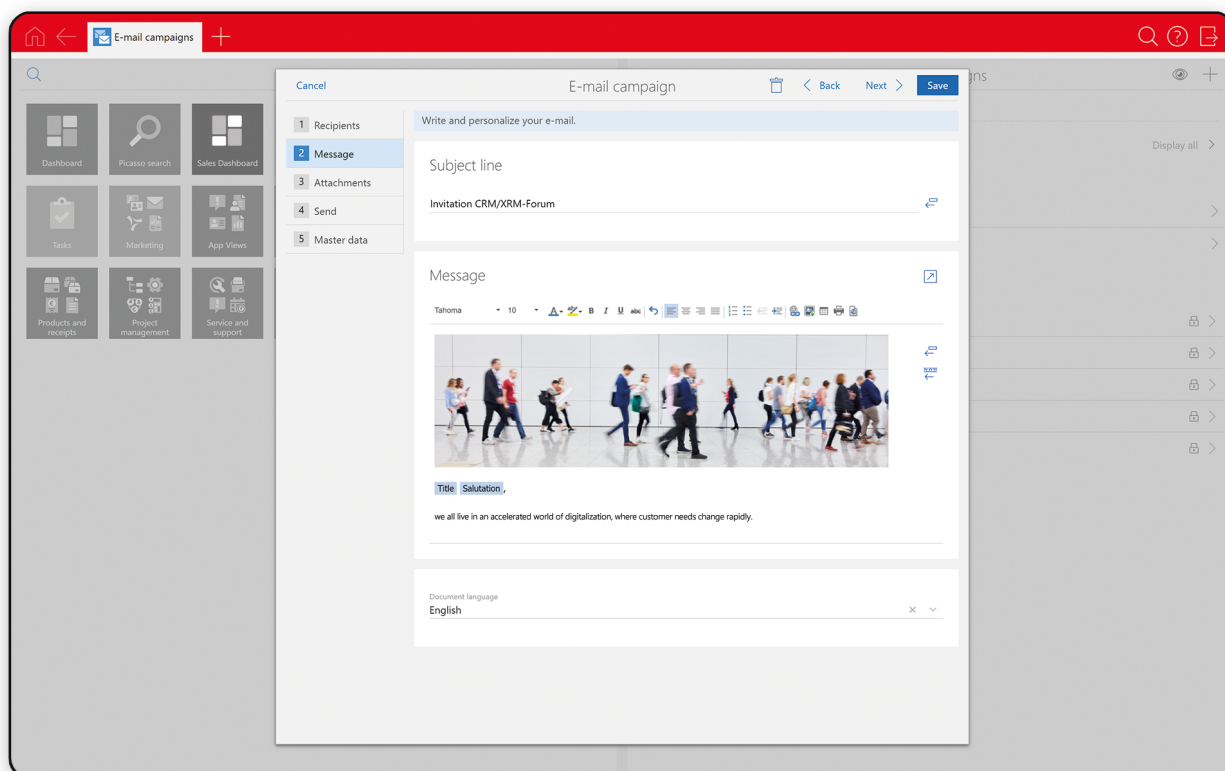 E-mail campaigns
Cancel
E-mail campaign
Back
Next
Save
1 Recipients
2 Message
3 Attachments
4 Send
5 Master data
Write and personalize your e-mail.
Subject line
Invitation CRM/XRM-Forum
Message
Tahoma
10
A
B I U abc
www
Title Salutation,
we all live in an accelerated world of digitalization, where customer needs change rapidly.
Document language
English
Dashboard
Picasso search
Sales Dashboard
Tasks
Marketing
App Views
Products and
receipts
Project
management
Service and
support
Display all